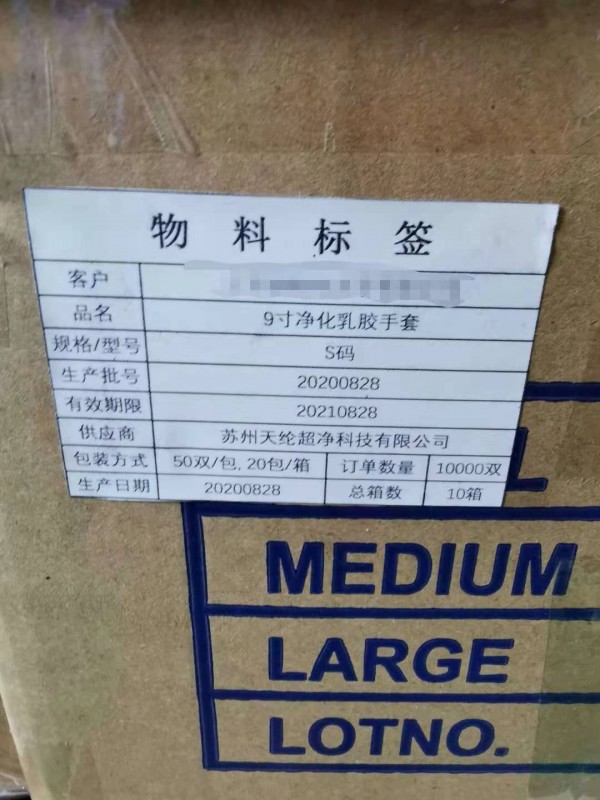 物料标签
客户
品名 9寸净化乳胶手套
规格/型号 S码
生产批号 20200828
有效期限 20210828
供应商 苏州天纶超净科技有限公司
包装方式 50双/包, 20包/箱 订单数量 10000双
生产日期 20200828 总箱数 10箱
MEDIUM
LARGE
LOTNO.